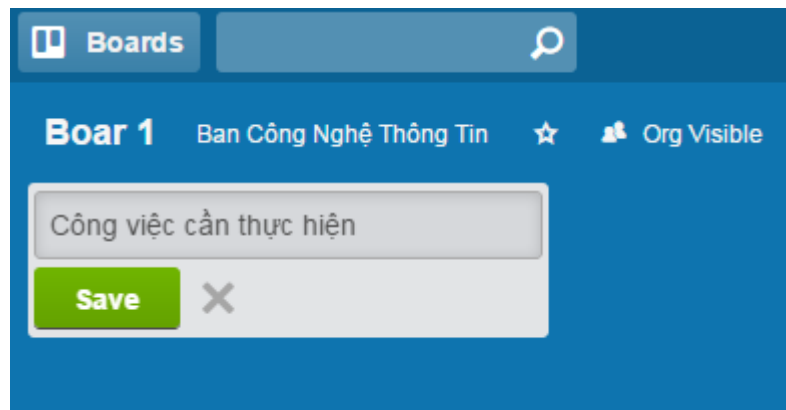 Boards
Boar 1 Ban Công Nghệ Thông Tin Org Visible
Công việc cần thực hiện
Save